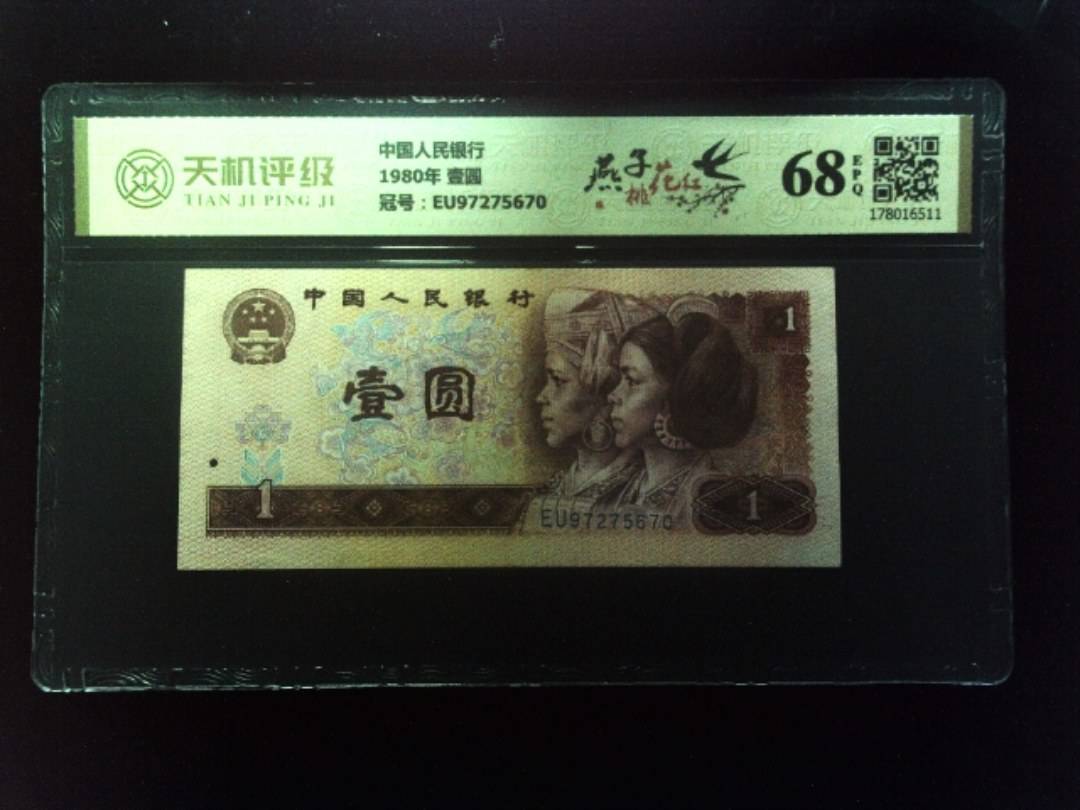 天机评级
TIAN JI PING JI
中国人民银行
1980年 壹圆
冠号：EU97275670
燕子
桃花红
68
EPQ
178016511
中国人民银行
1
壹圆
1
EU97275670
1